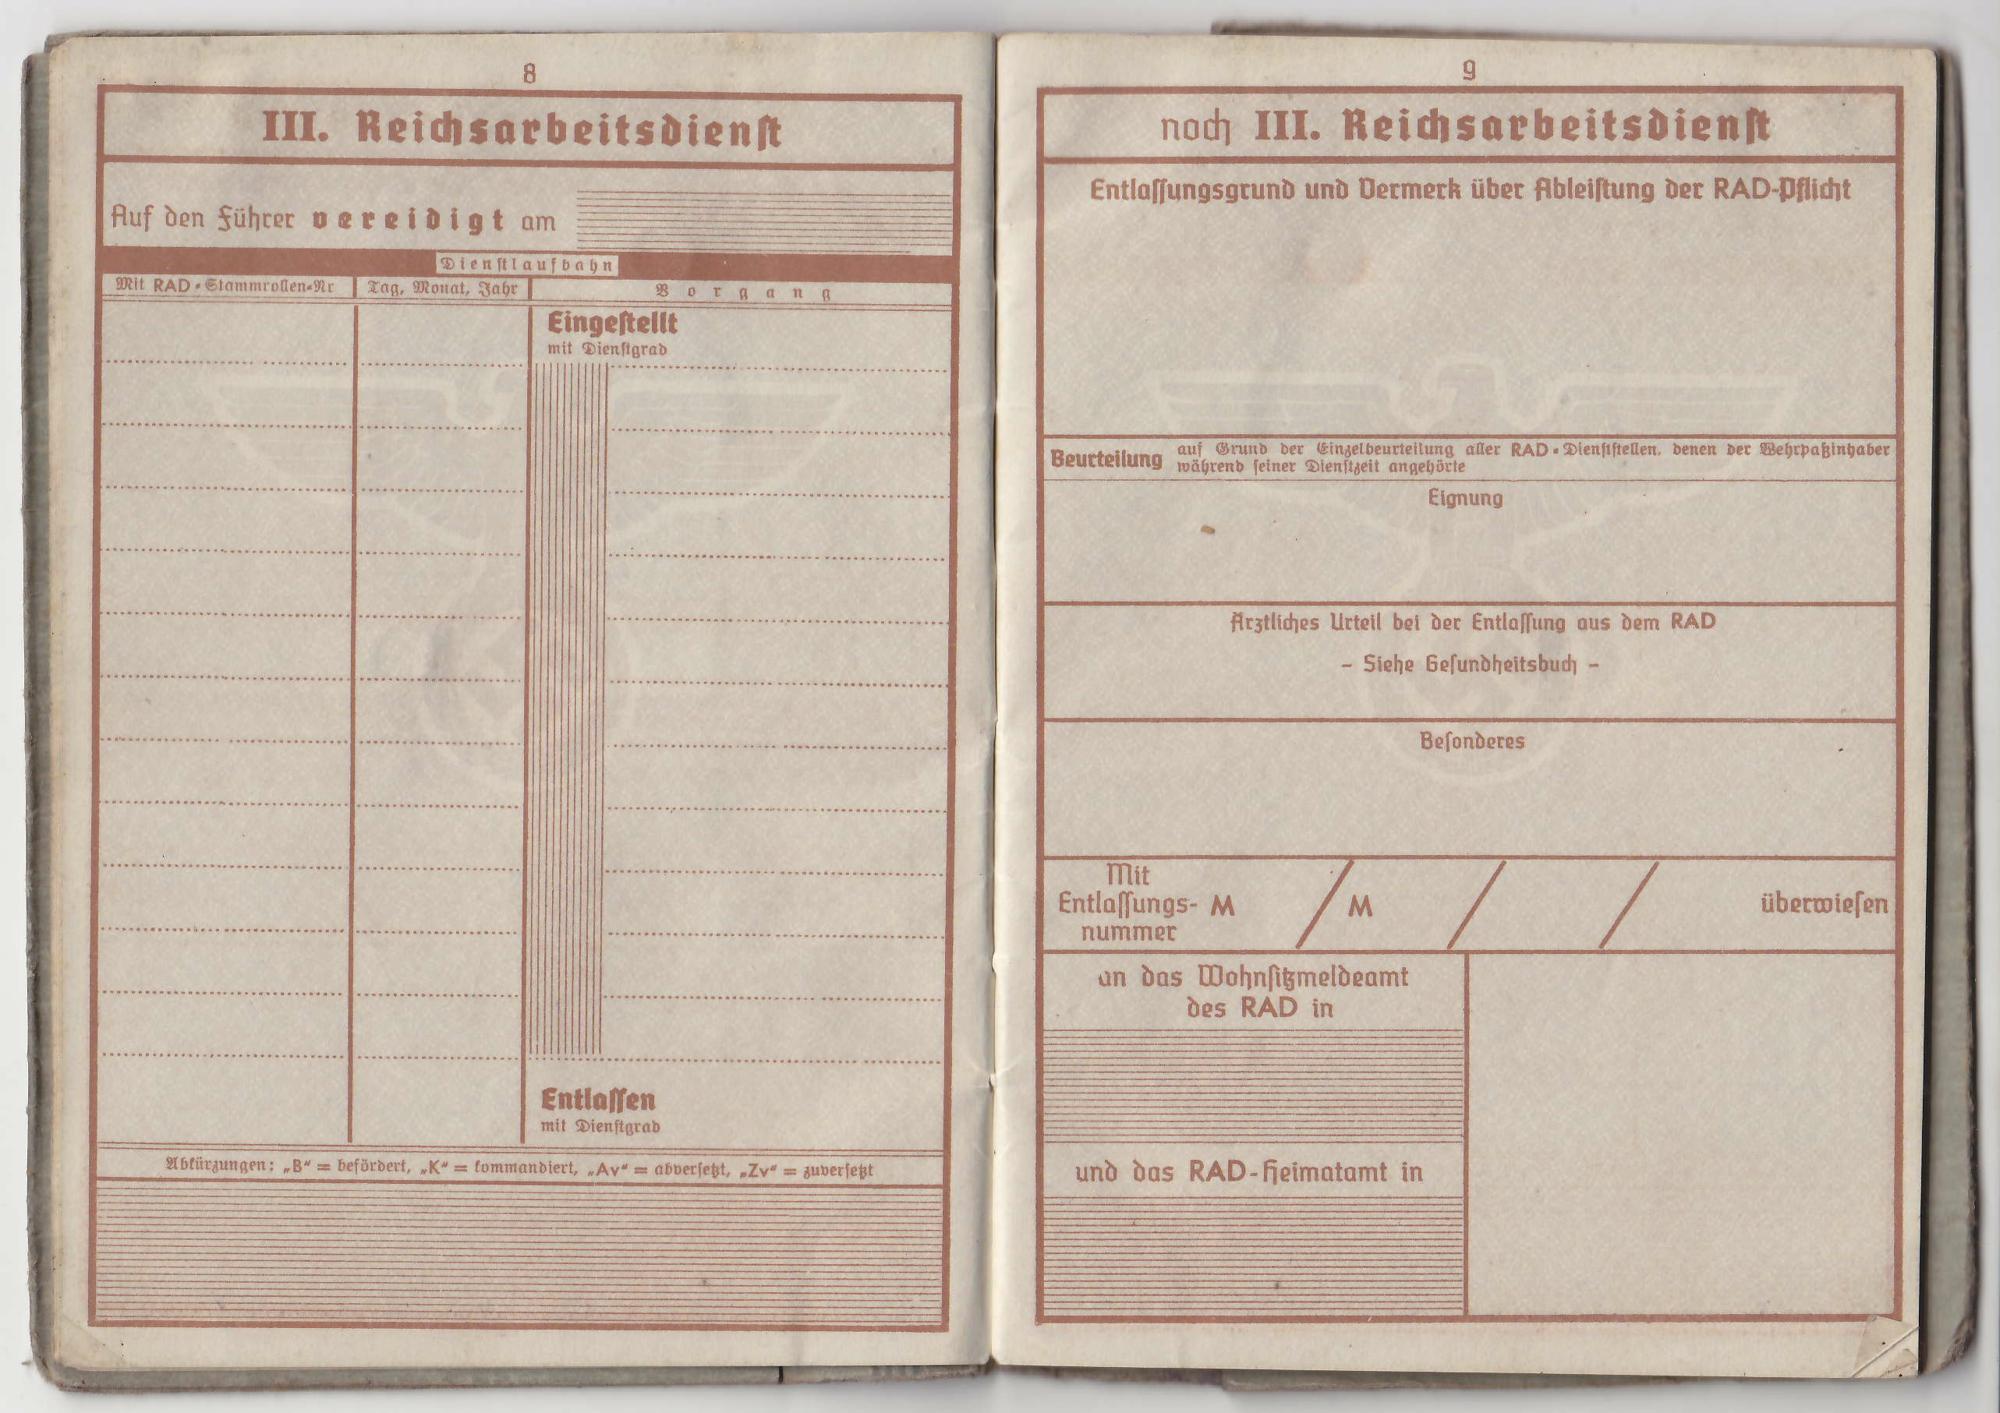 8
III. Reichsarbeitsdienſt
Auf den Führer vereidigt am
Dienſtlaufbahn
Mit RAD-Stammrollen-Nr
Tag, Monat, Jahr
Vorgang
Eingeſtellt
mit Dienſtgrad
Entlaſſen
mit Dienſtgrad
Abkürzungen: „B“ = befördert, „K“ = kommandiert, „Av“ = abverſetzt, „Zv“ = zuverſetzt
9
noch III. Reichsarbeitsdienſt
Entlaſſungsgrund und Vermerk über Ableiſtung der RAD-Pflicht
Beurteilung auf Grund der Einzelbeurteilung aller RAD-Dienſtſtellen, denen der Wehrpaßinhaber
während ſeiner Dienſtzeit angehörte
Eignung
Ärztliches Urteil bei der Entlaſſung aus dem RAD
– Siehe Geſundheitsbuch –
Beſonderes
Mit
Entlaſſungs- M / M / / überwieſen
nummer
an das Wohnſitzmeldeamt
des RAD in
und das RAD-Heimatamt in